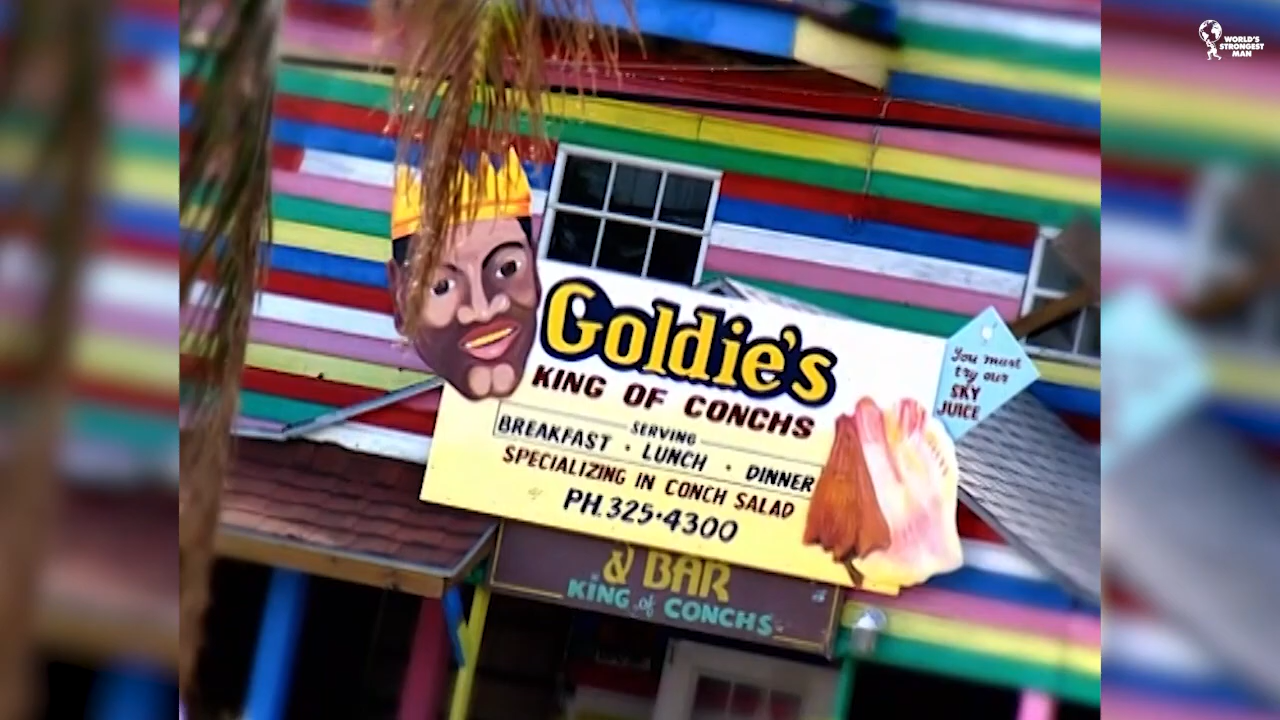 WORLD'S
STRONGEST
MAN
Goldie's
KING OF CONCHS
SERVING
BREAKFAST · LUNCH · DINNER
SPECIALIZING IN CONCH SALAD
PH.325·4300
You must
try our
SKY
JUICE
& BAR
KING of CONCHS